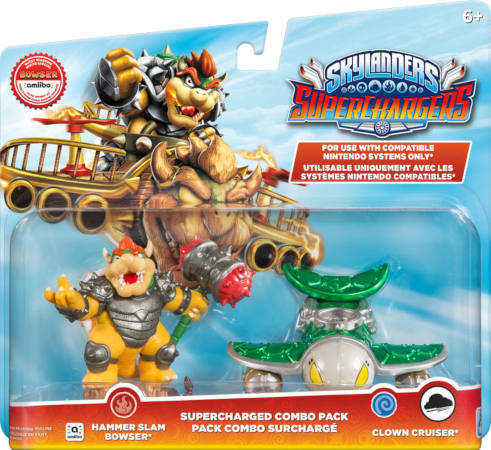 6+
BOWSER
amiibo
SKYLANDERS
SUPERCHARGERS
FOR USE WITH COMPATIBLE
NINTENDO SYSTEMS ONLY*
UTILISABLE UNIQUEMENT AVEC LES
SYSTÈMES NINTENDO COMPATIBLES*
SUPERCHARGED COMBO PACK
PACK COMBO SURCHARGÉ
amiibo
HAMMER SLAM
BOWSER®
CLOWN CRUISER®